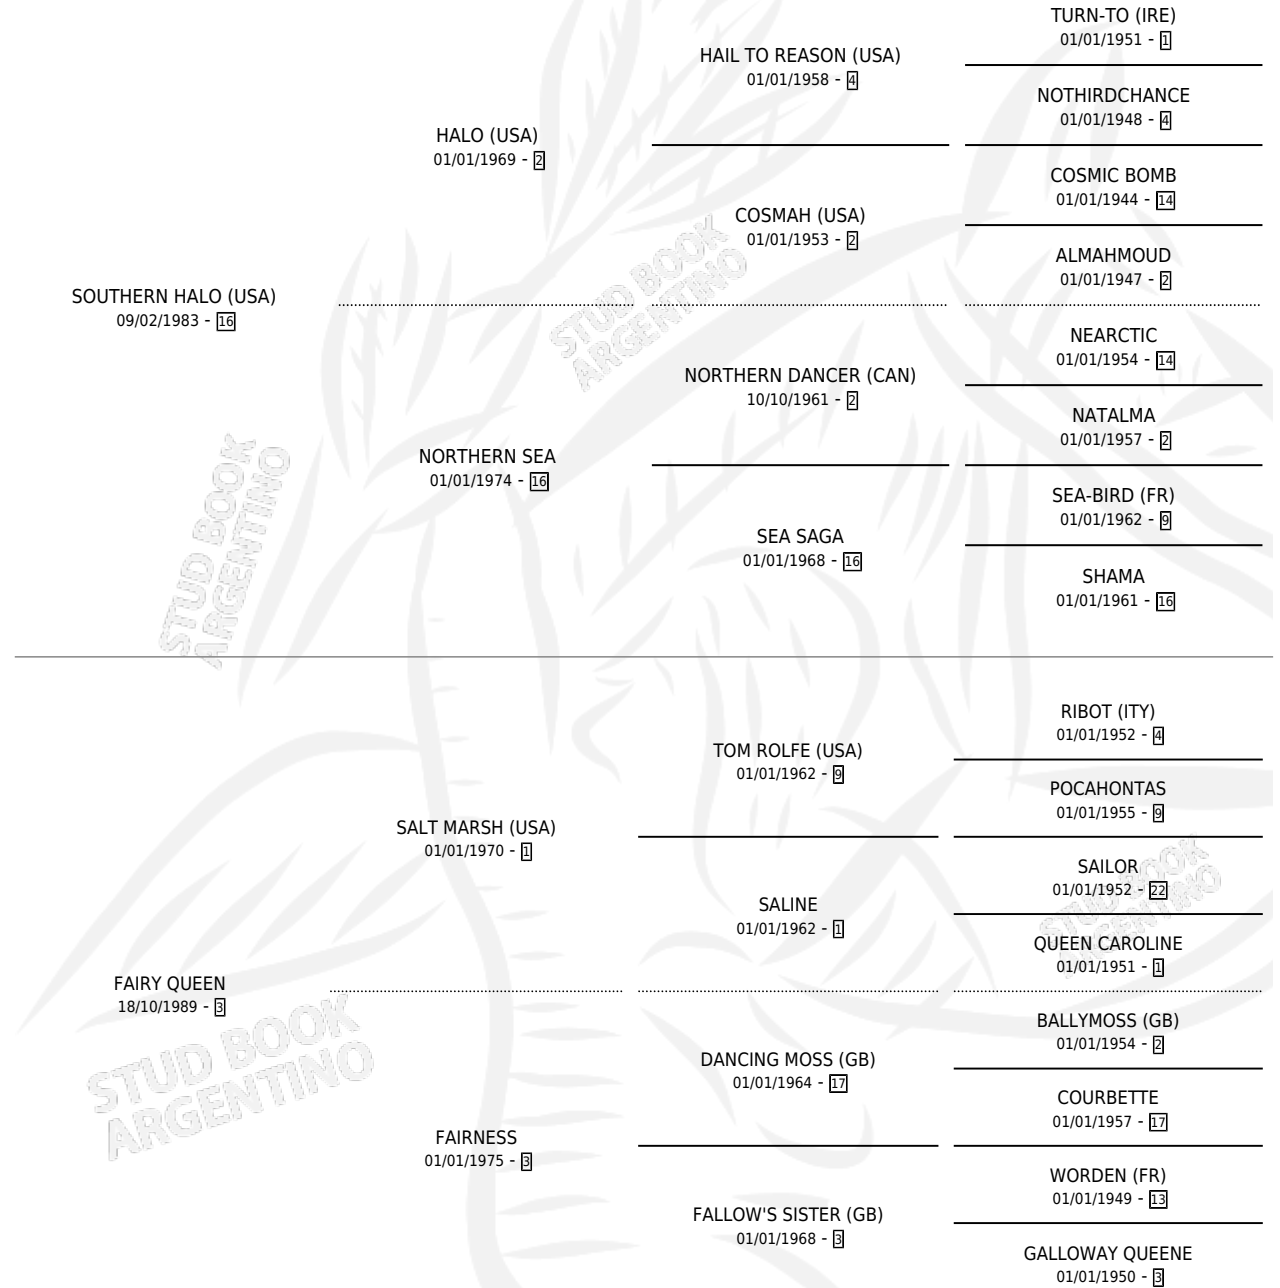 TURN-TO (IRE)
01/01/1951 - 1
HAIL TO REASON (USA)
01/01/1958 - 4
NOTHIRDCHANCE
01/01/1948 - 4
HALO (USA)
01/01/1969 - 2
COSMIC BOMB
01/01/1944 - 14
COSMAH (USA)
01/01/1953 - 2
ALMAHMOUD
01/01/1947 - 2
SOUTHERN HALO (USA)
09/02/1983 - 16
NEARCTIC
01/01/1954 - 14
NORTHERN DANCER (CAN)
10/10/1961 - 2
NATALMA
01/01/1957 - 2
NORTHERN SEA
01/01/1974 - 16
SEA-BIRD (FR)
01/01/1962 - 9
SEA SAGA
01/01/1968 - 16
SHAMA
01/01/1961 - 16
RIBOT (ITY)
01/01/1952 - 4
TOM ROLFE (USA)
01/01/1962 - 9
POCAHONTAS
01/01/1955 - 9
SALT MARSH (USA)
01/01/1970 - 1
SAILOR
01/01/1952 - 22
SALINE
01/01/1962 - 1
QUEEN CAROLINE
01/01/1951 - 1
FAIRY QUEEN
18/10/1989 - 3
BALLYMOSS (GB)
01/01/1954 - 2
DANCING MOSS (GB)
01/01/1964 - 17
COURBETTE
01/01/1957 - 17
FAIRNESS
01/01/1975 - 3
WORDEN (FR)
01/01/1949 - 13
FALLOW'S SISTER (GB)
01/01/1968 - 3
GALLOWAY QUEENE
01/01/1950 - 3
STUD BOOK
ARGENTINO
STUD BOOK
ARGENTINO
STUD BOOK
ARGENTINO
STUD BOOK
ARGENTINO